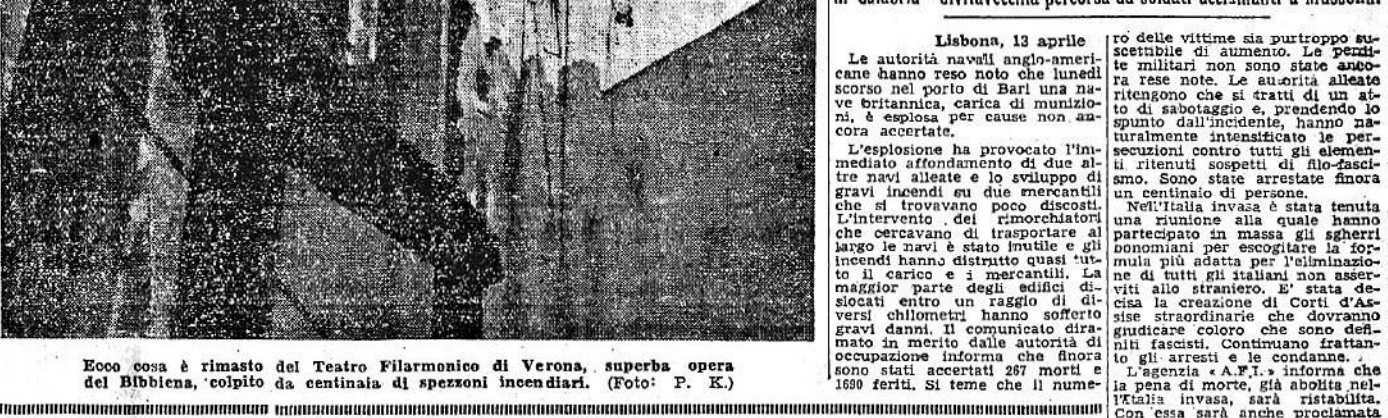 Ecco cosa è rimasto del Teatro Filarmonico di Verona, superba opera
del Bibbiena, colpito da centinaia di spezzoni incendiari. (Foto: P. K.)
Lisbona, 13 aprile
Le autorità navali anglo-ameri-
cane hanno reso noto che lunedì
scorso nel porto di Bari una na-
ve britannica, carica di munizio-
ni, è esplosa per cause non an-
cora accertate.
L'esplosione ha provocato l'im-
mediato affondamento di due al-
tre navi alleate e lo sviluppo di
gravi incendi su due mercantili
che si trovavano poco discosti.
L'intervento dei rimorchiatori
che cercavano di trasportare al
largo le navi è stato inutile e gli
incendi hanno distrutto quasi tut-
to il carico e i mercantili. La
maggior parte degli edifici di-
slocati entro un raggio di di-
versi chilometri hanno sofferto
gravi danni. Il comunicato dira-
mato in merito dalle autorità di
occupazione informa che finora
sono stati accertati 267 morti e
1690 feriti. Si teme che il nume-
ro delle vittime sia purtroppo su-
scettibile di aumento. Le perdi-
te militari non sono state anco-
ra rese note. Le autorità alleate
ritengono che si tratti di un at-
to di sabotaggio e, prendendo lo
spunto dall'incidente, hanno na-
turalmente intensificato le per-
secuzioni contro tutti gli elemen-
ti ritenuti sospetti di filo-fasci-
smo. Sono state arrestate finora
un centinaio di persone.
Nell'Italia invasa è stata tenuta
una riunione alla quale hanno
partecipato in massa gli sgherri
bonomiani per escogitare la for-
mula più adatta per l'eliminazio-
ne di tutti gli italiani non asser-
viti allo straniero. E' stata de-
cisa la creazione di Corti d'As-
sise straordinarie che dovranno
giudicare coloro che sono defi-
niti fascisti. Continuano frattan-
to gli arresti e le condanne.
L'agenzia « A.F.I. » informa che
la pena di morte, già abolita nel-
l'Italia invasa, sarà ristabilita.
Con essa sarà anche proclamata